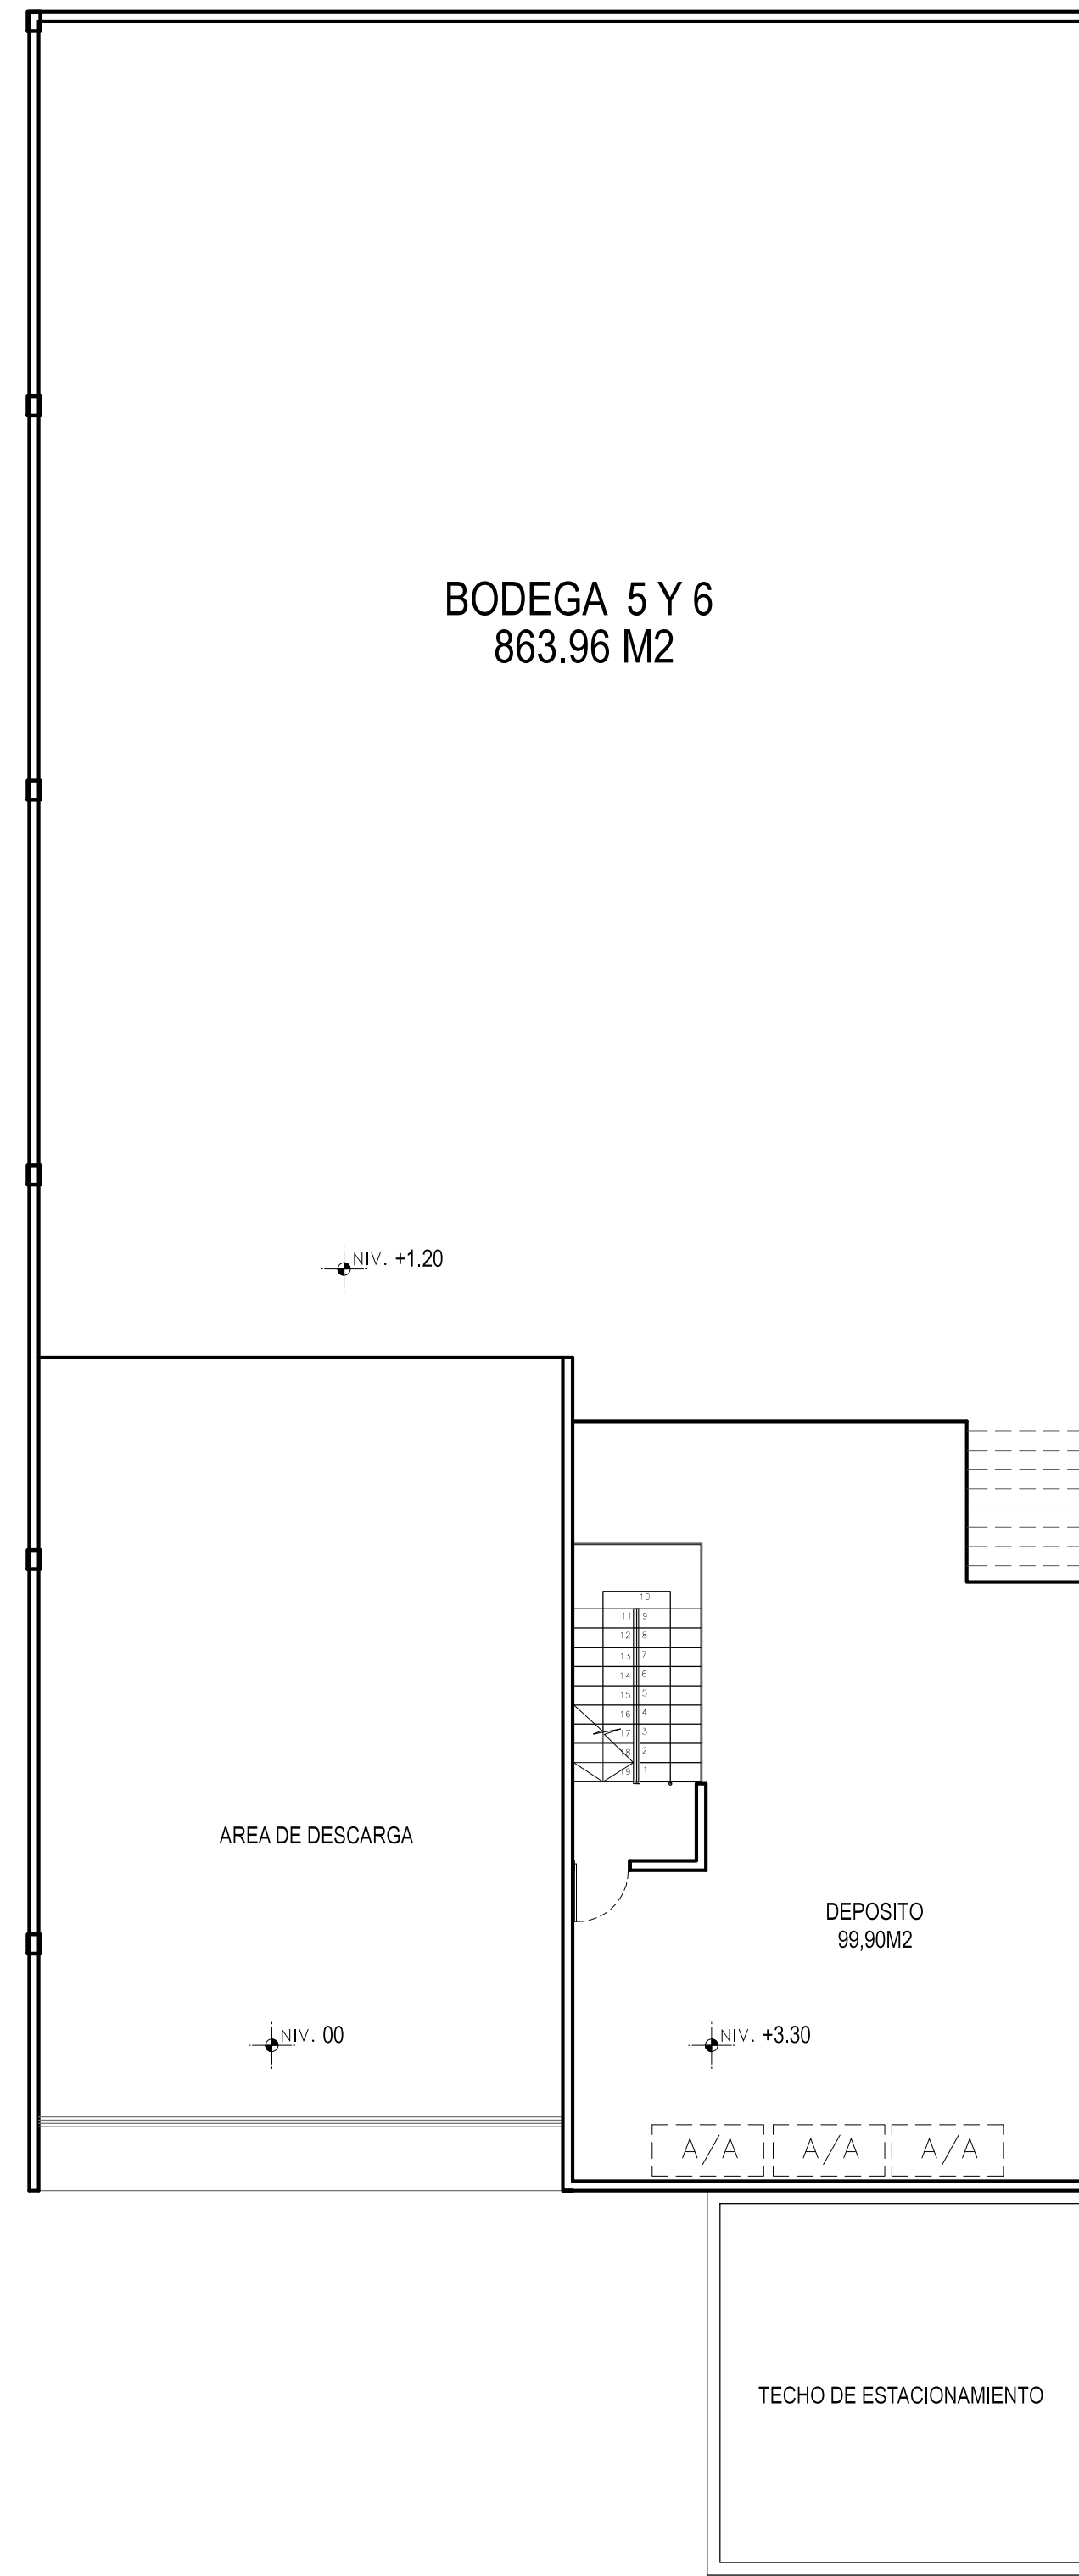 BODEGA 5 Y 6
863.96 M2
NIV. +1.20
10
11 9
12 8
13 7
14 6
15 5
16 4
17 3
18 2
19 1
AREA DE DESCARGA
DEPOSITO
99,90M2
NIV. 00
NIV. +3.30
A/A A/A A/A
TECHO DE ESTACIONAMIENTO